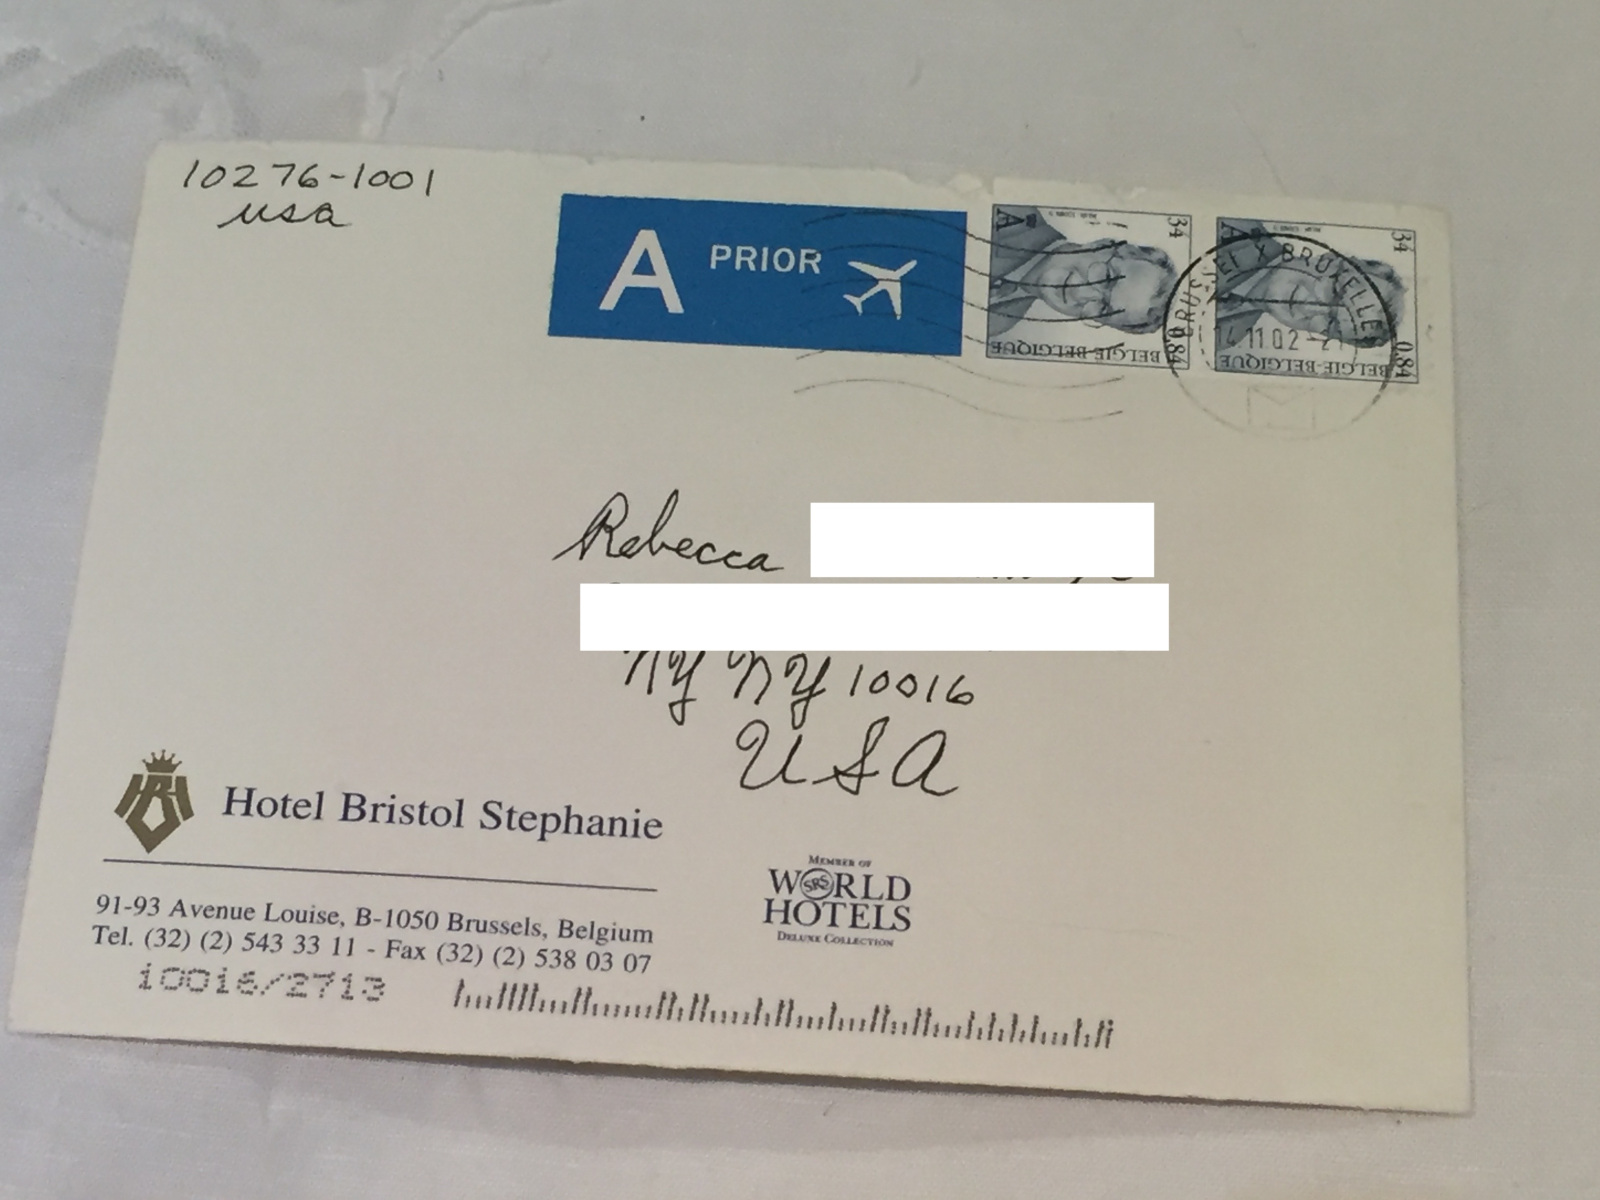 10276-1001
usa
A PRIOR
A 34
0.84
BELGIE-BELGIQUE
A 34
0.84
BELGIE-BELGIQUE
BRUSSEL X BRUXELLES
14.11.02-21
Rebecca
NY NY 10016
USA
Hotel Bristol Stephanie
91-93 Avenue Louise, B-1050 Brussels, Belgium
Tel. (32) (2) 543 33 11 - Fax (32) (2) 538 03 07
MEMBER OF
SRS
WORLD
HOTELS
DELUXE COLLECTION
10016/2713